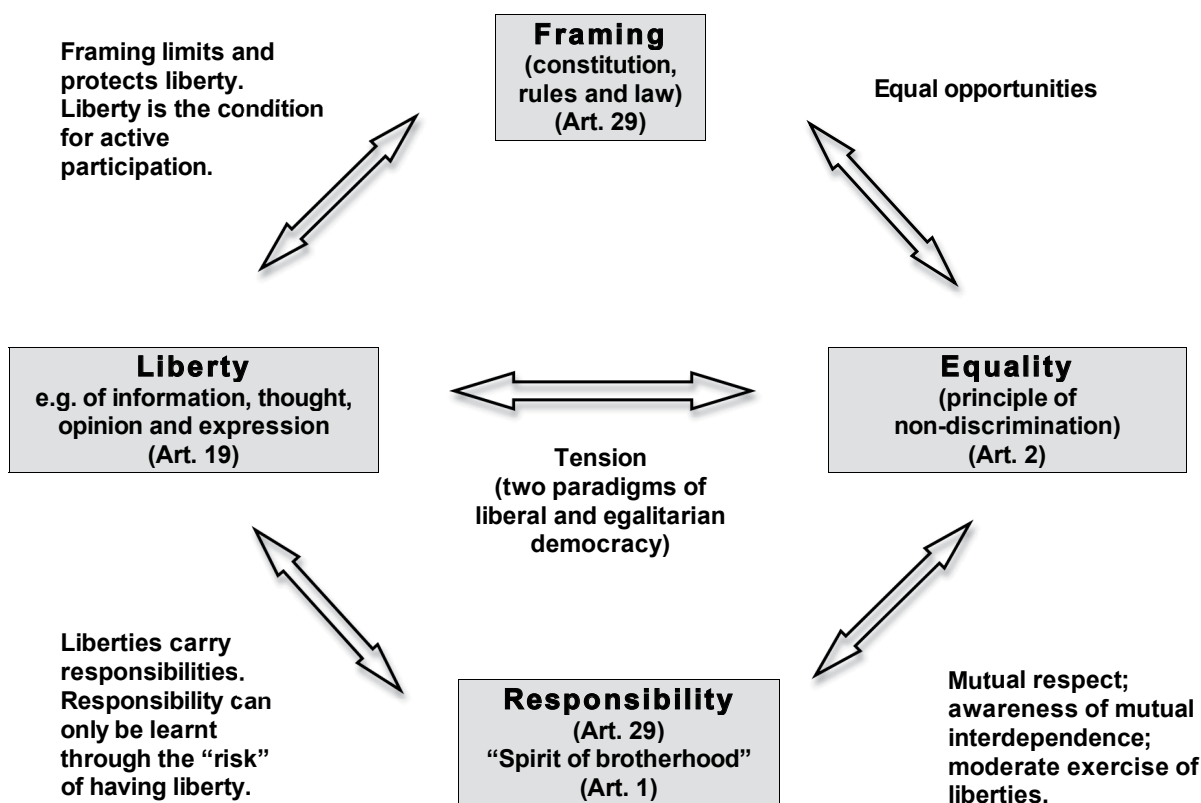 Framing
(constitution,
rules and law)
(Art. 29)
Framing limits and
protects liberty.
Liberty is the condition
for active
participation.
Equal opportunities
Liberty
e.g. of information, thought,
opinion and expression
(Art. 19)
Equality
(principle of
non-discrimination)
(Art. 2)
Tension
(two paradigms of
liberal and egalitarian
democracy)
Liberties carry
responsibilities.
Responsibility can
only be learnt
through the “risk”
of having liberty.
Responsibility
(Art. 29)
“Spirit of brotherhood”
(Art. 1)
Mutual respect;
awareness of mutual
interdependence;
moderate exercise of
liberties.